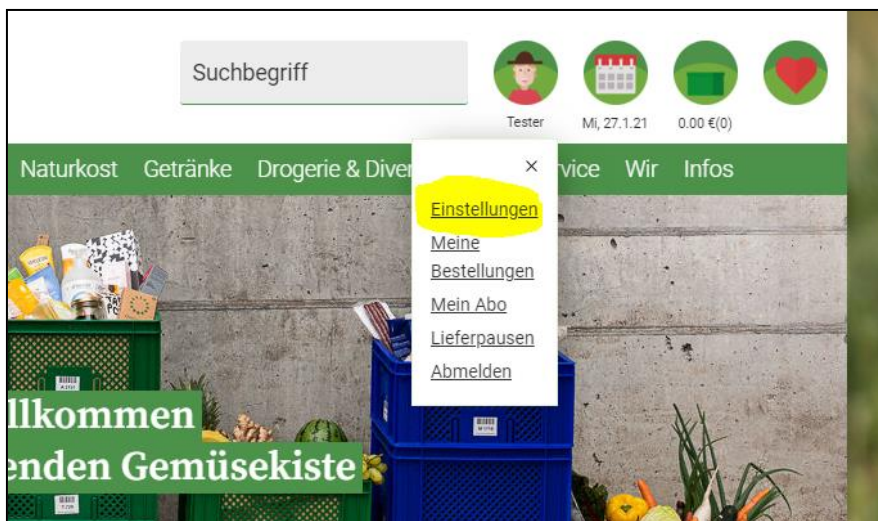 Suchbegriff
Tester
Mi, 27.1.21
0.00 €(0)
Naturkost Getränke Drogerie & Diver vice Wir Infos
×
Einstellungen
Meine
Bestellungen
Mein Abo
Lieferpausen
Abmelden
llkommen
enden Gemüsekiste